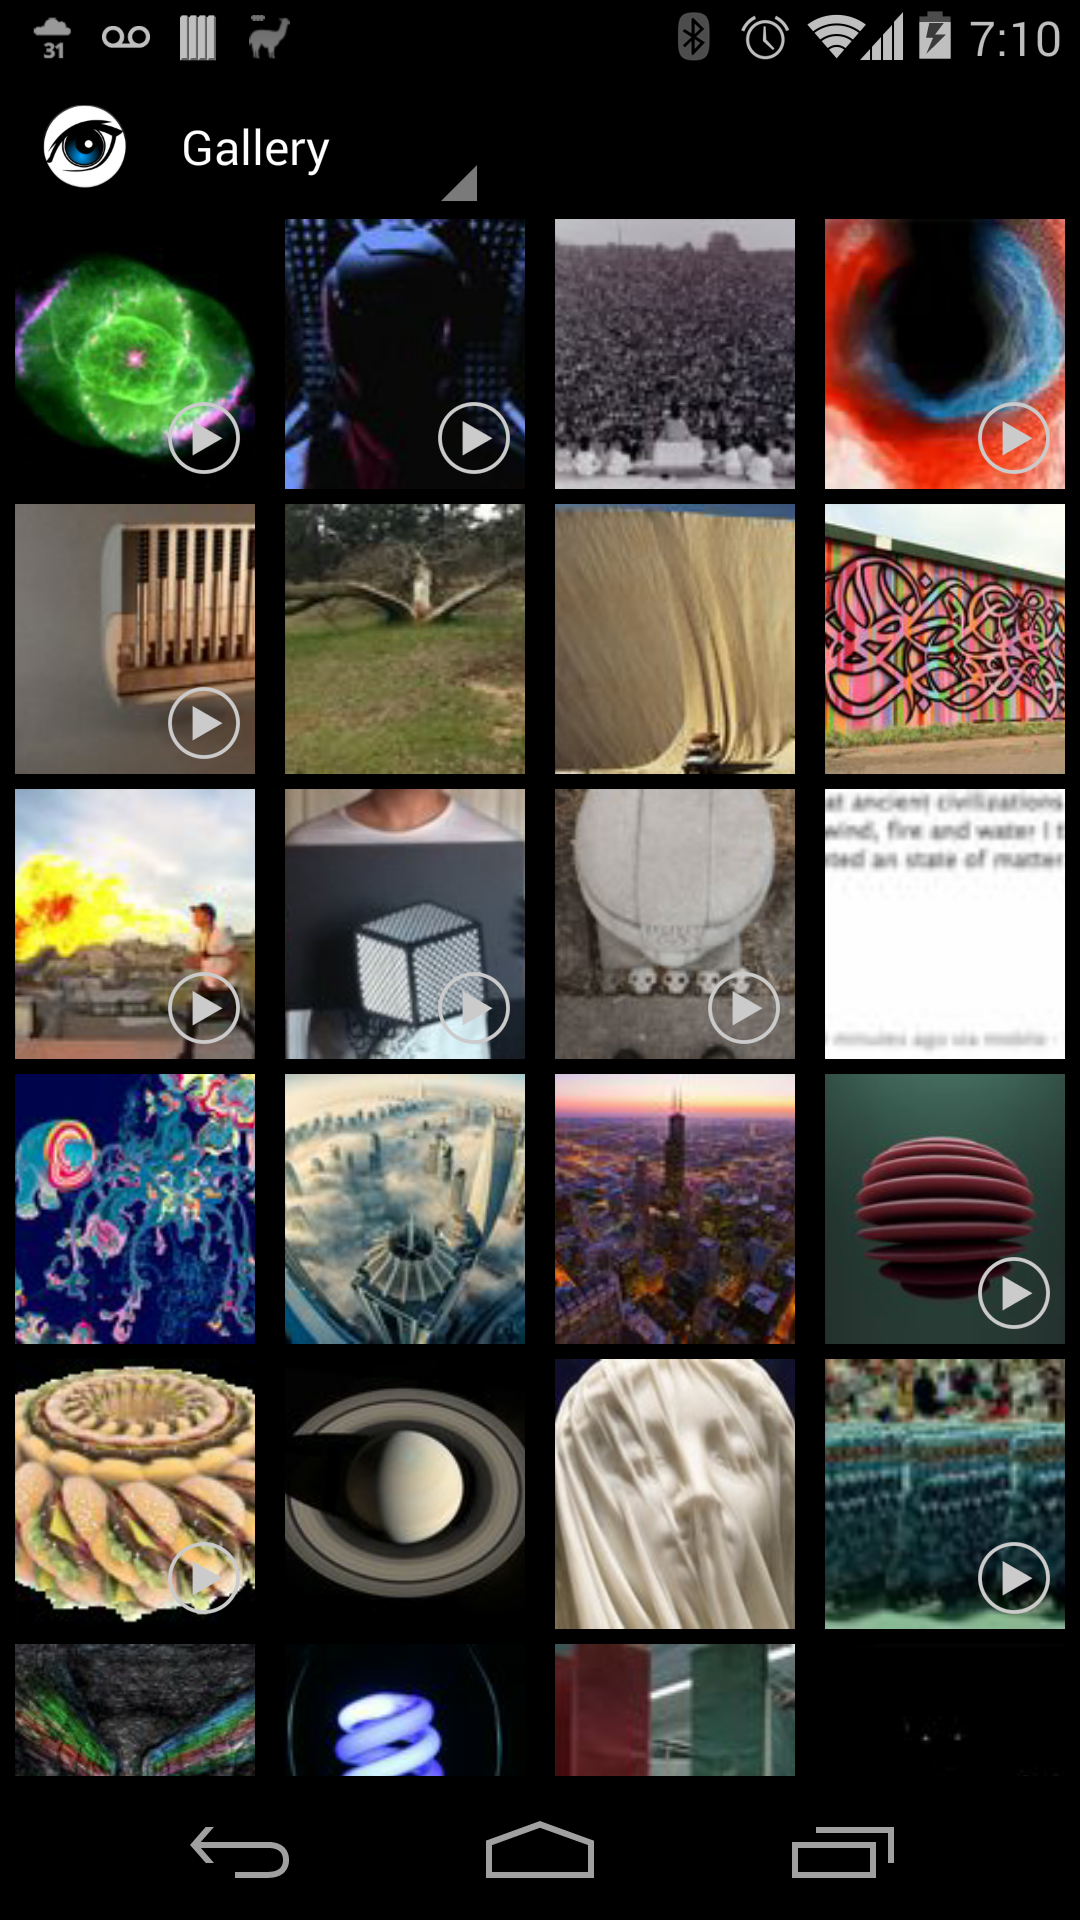 31
7:10
Gallery
at ancient civilizations
wind, fire and water I t
ted an state of matter
minutes ago via mobile